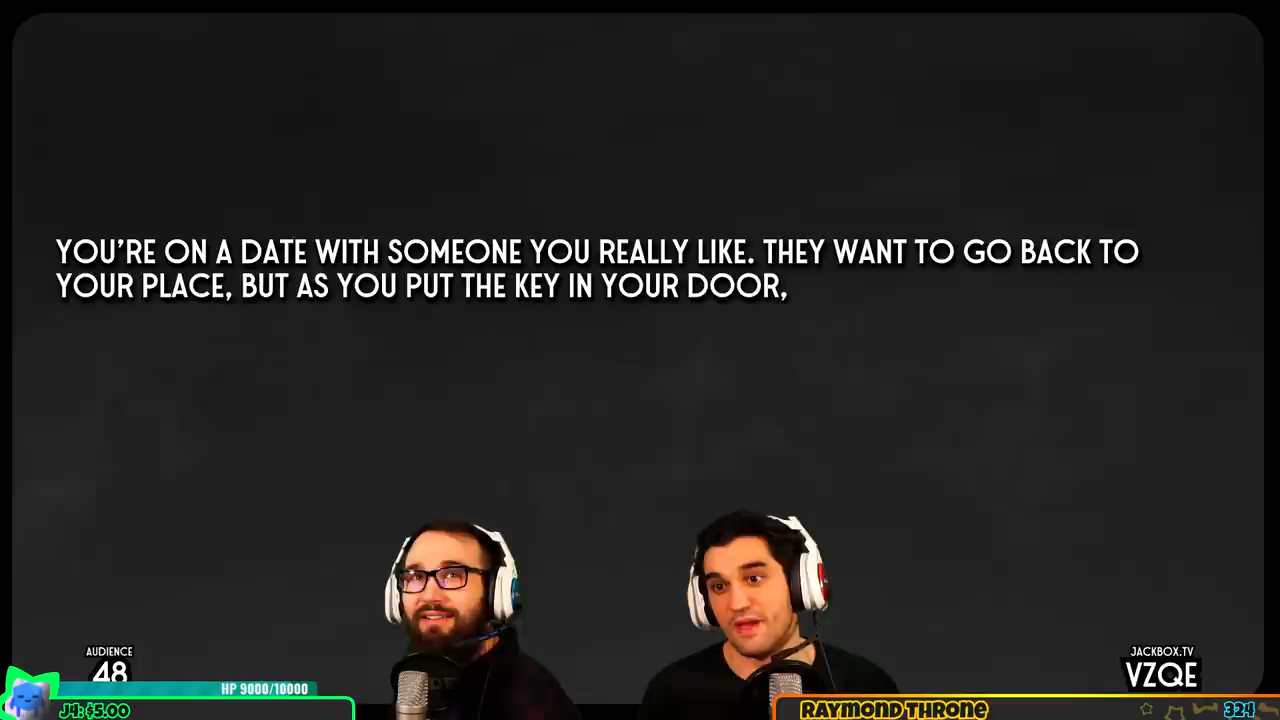 YOU'RE ON A DATE WITH SOMEONE YOU REALLY LIKE. THEY WANT TO GO BACK TO
YOUR PLACE, BUT AS YOU PUT THE KEY IN YOUR DOOR,
AUDIENCE
48
JACKBOX.TV
VZQE
HP 9000/10000
J4: $5.00
RAYMOND THRONE
324